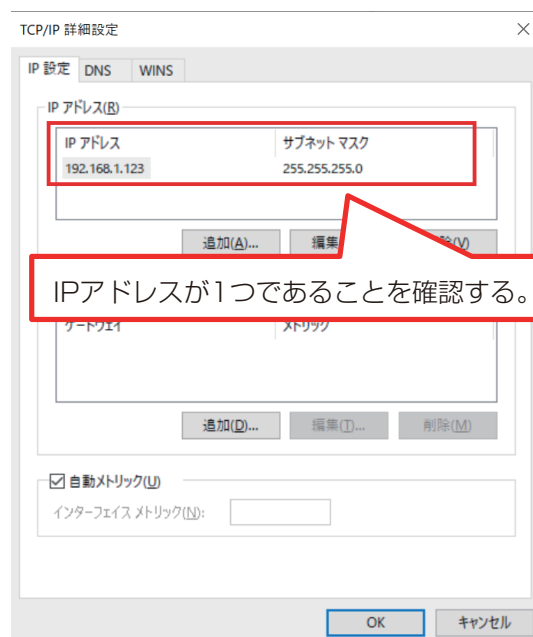 TCP/IP 詳細設定
IP 設定 DNS WINS
IP アドレス(R)
IP アドレス サブネット マスク
192.168.1.123 255.255.255.0
追加(A)... 編集 (V)
IPアドレスが1つであることを確認する。
ゲートウェイ メトリック
追加(D)... 編集(T)... 削除(M)
自動メトリック(U)
インターフェイス メトリック(N):
OK キャンセル